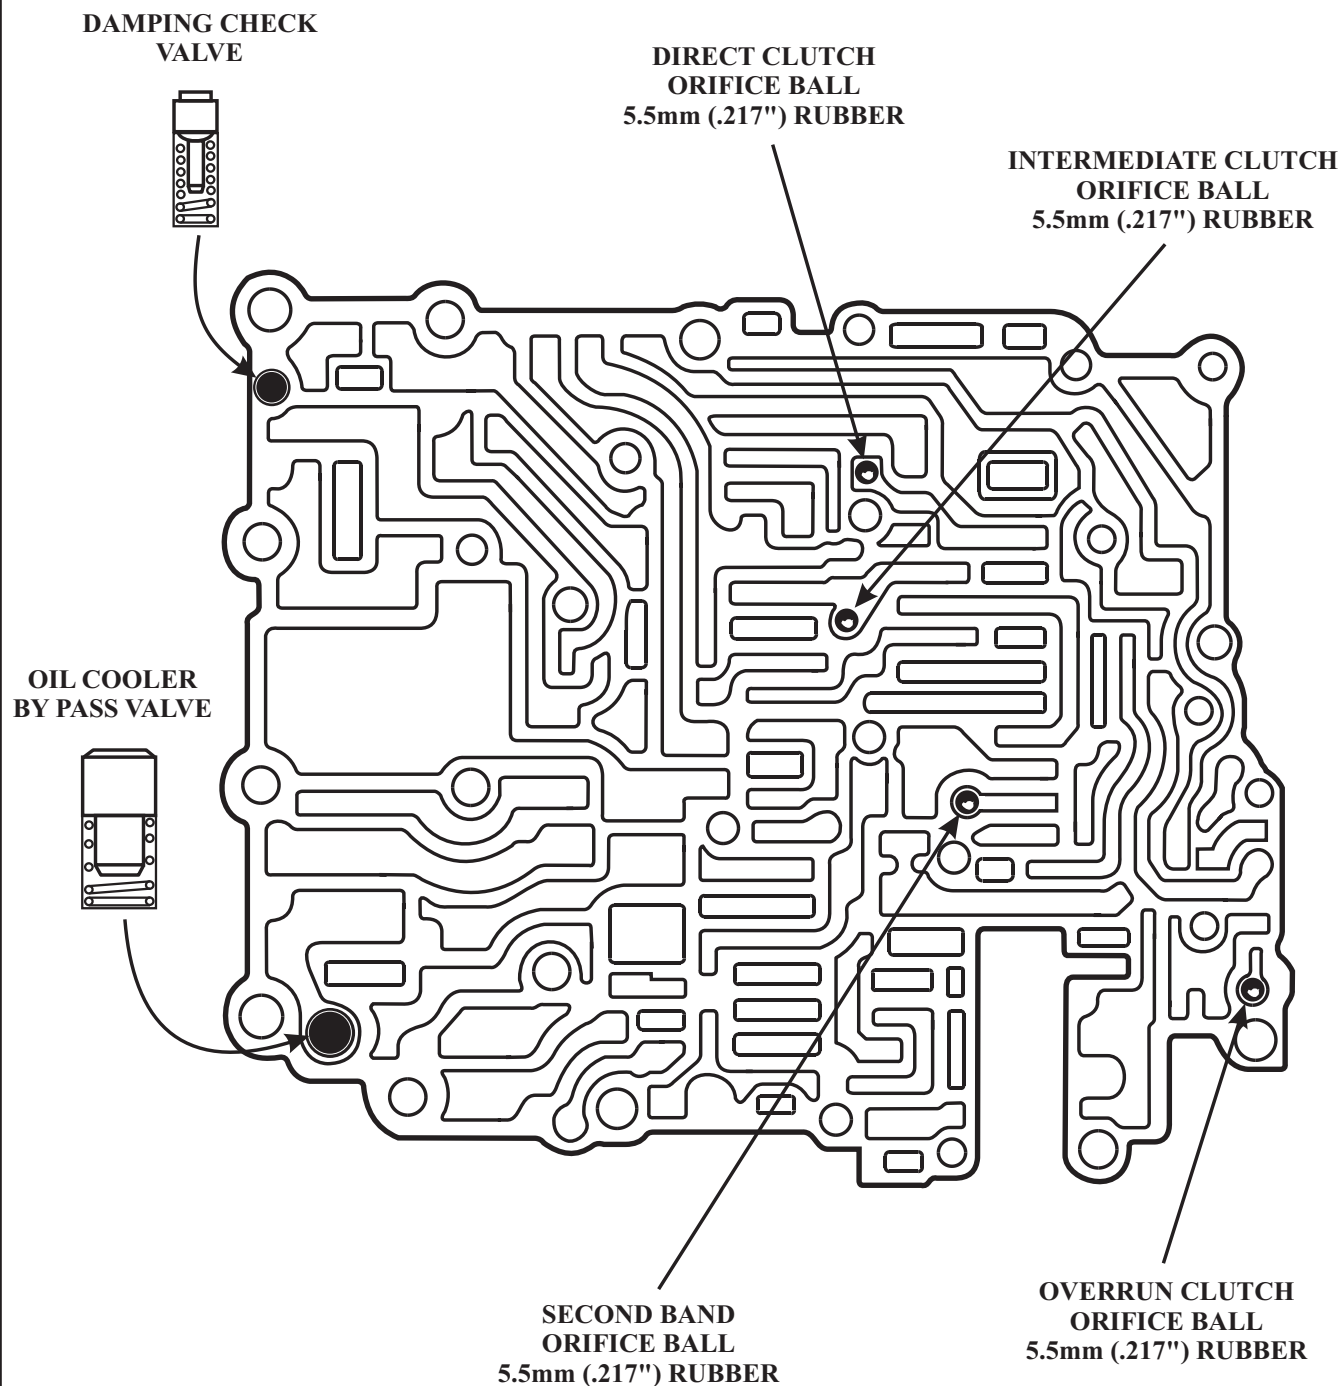 DAMPING CHECK
VALVE
DIRECT CLUTCH
ORIFICE BALL
5.5mm (.217") RUBBER
INTERMEDIATE CLUTCH
ORIFICE BALL
5.5mm (.217") RUBBER
OIL COOLER
BY PASS VALVE
SECOND BAND
ORIFICE BALL
5.5mm (.217") RUBBER
OVERRUN CLUTCH
ORIFICE BALL
5.5mm (.217") RUBBER